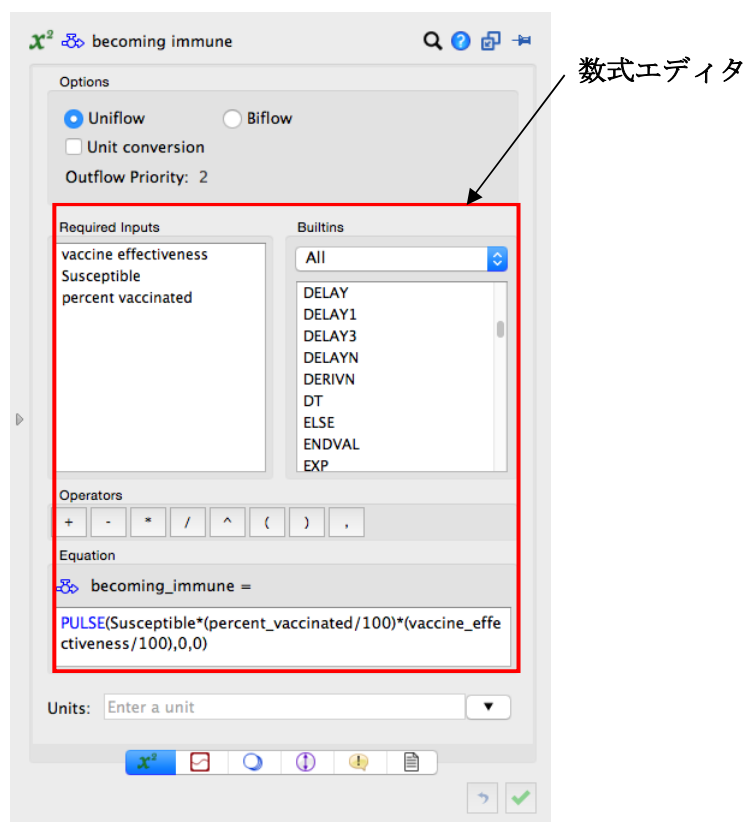 x² becoming immune
数式エディタ
Options
Uniflow Biflow
Unit conversion
Outflow Priority: 2
Required Inputs
vaccine effectiveness
Susceptible
percent vaccinated
Builtins
All
DELAY
DELAY1
DELAY3
DELAYN
DERIVN
DT
ELSE
ENDVAL
EXP
Operators
+ - * / ^ ( ) ,
Equation
becoming_immune =
PULSE(Susceptible*(percent_vaccinated/100)*(vaccine_effe
ctiveness/100),0,0)
Units: Enter a unit
x²